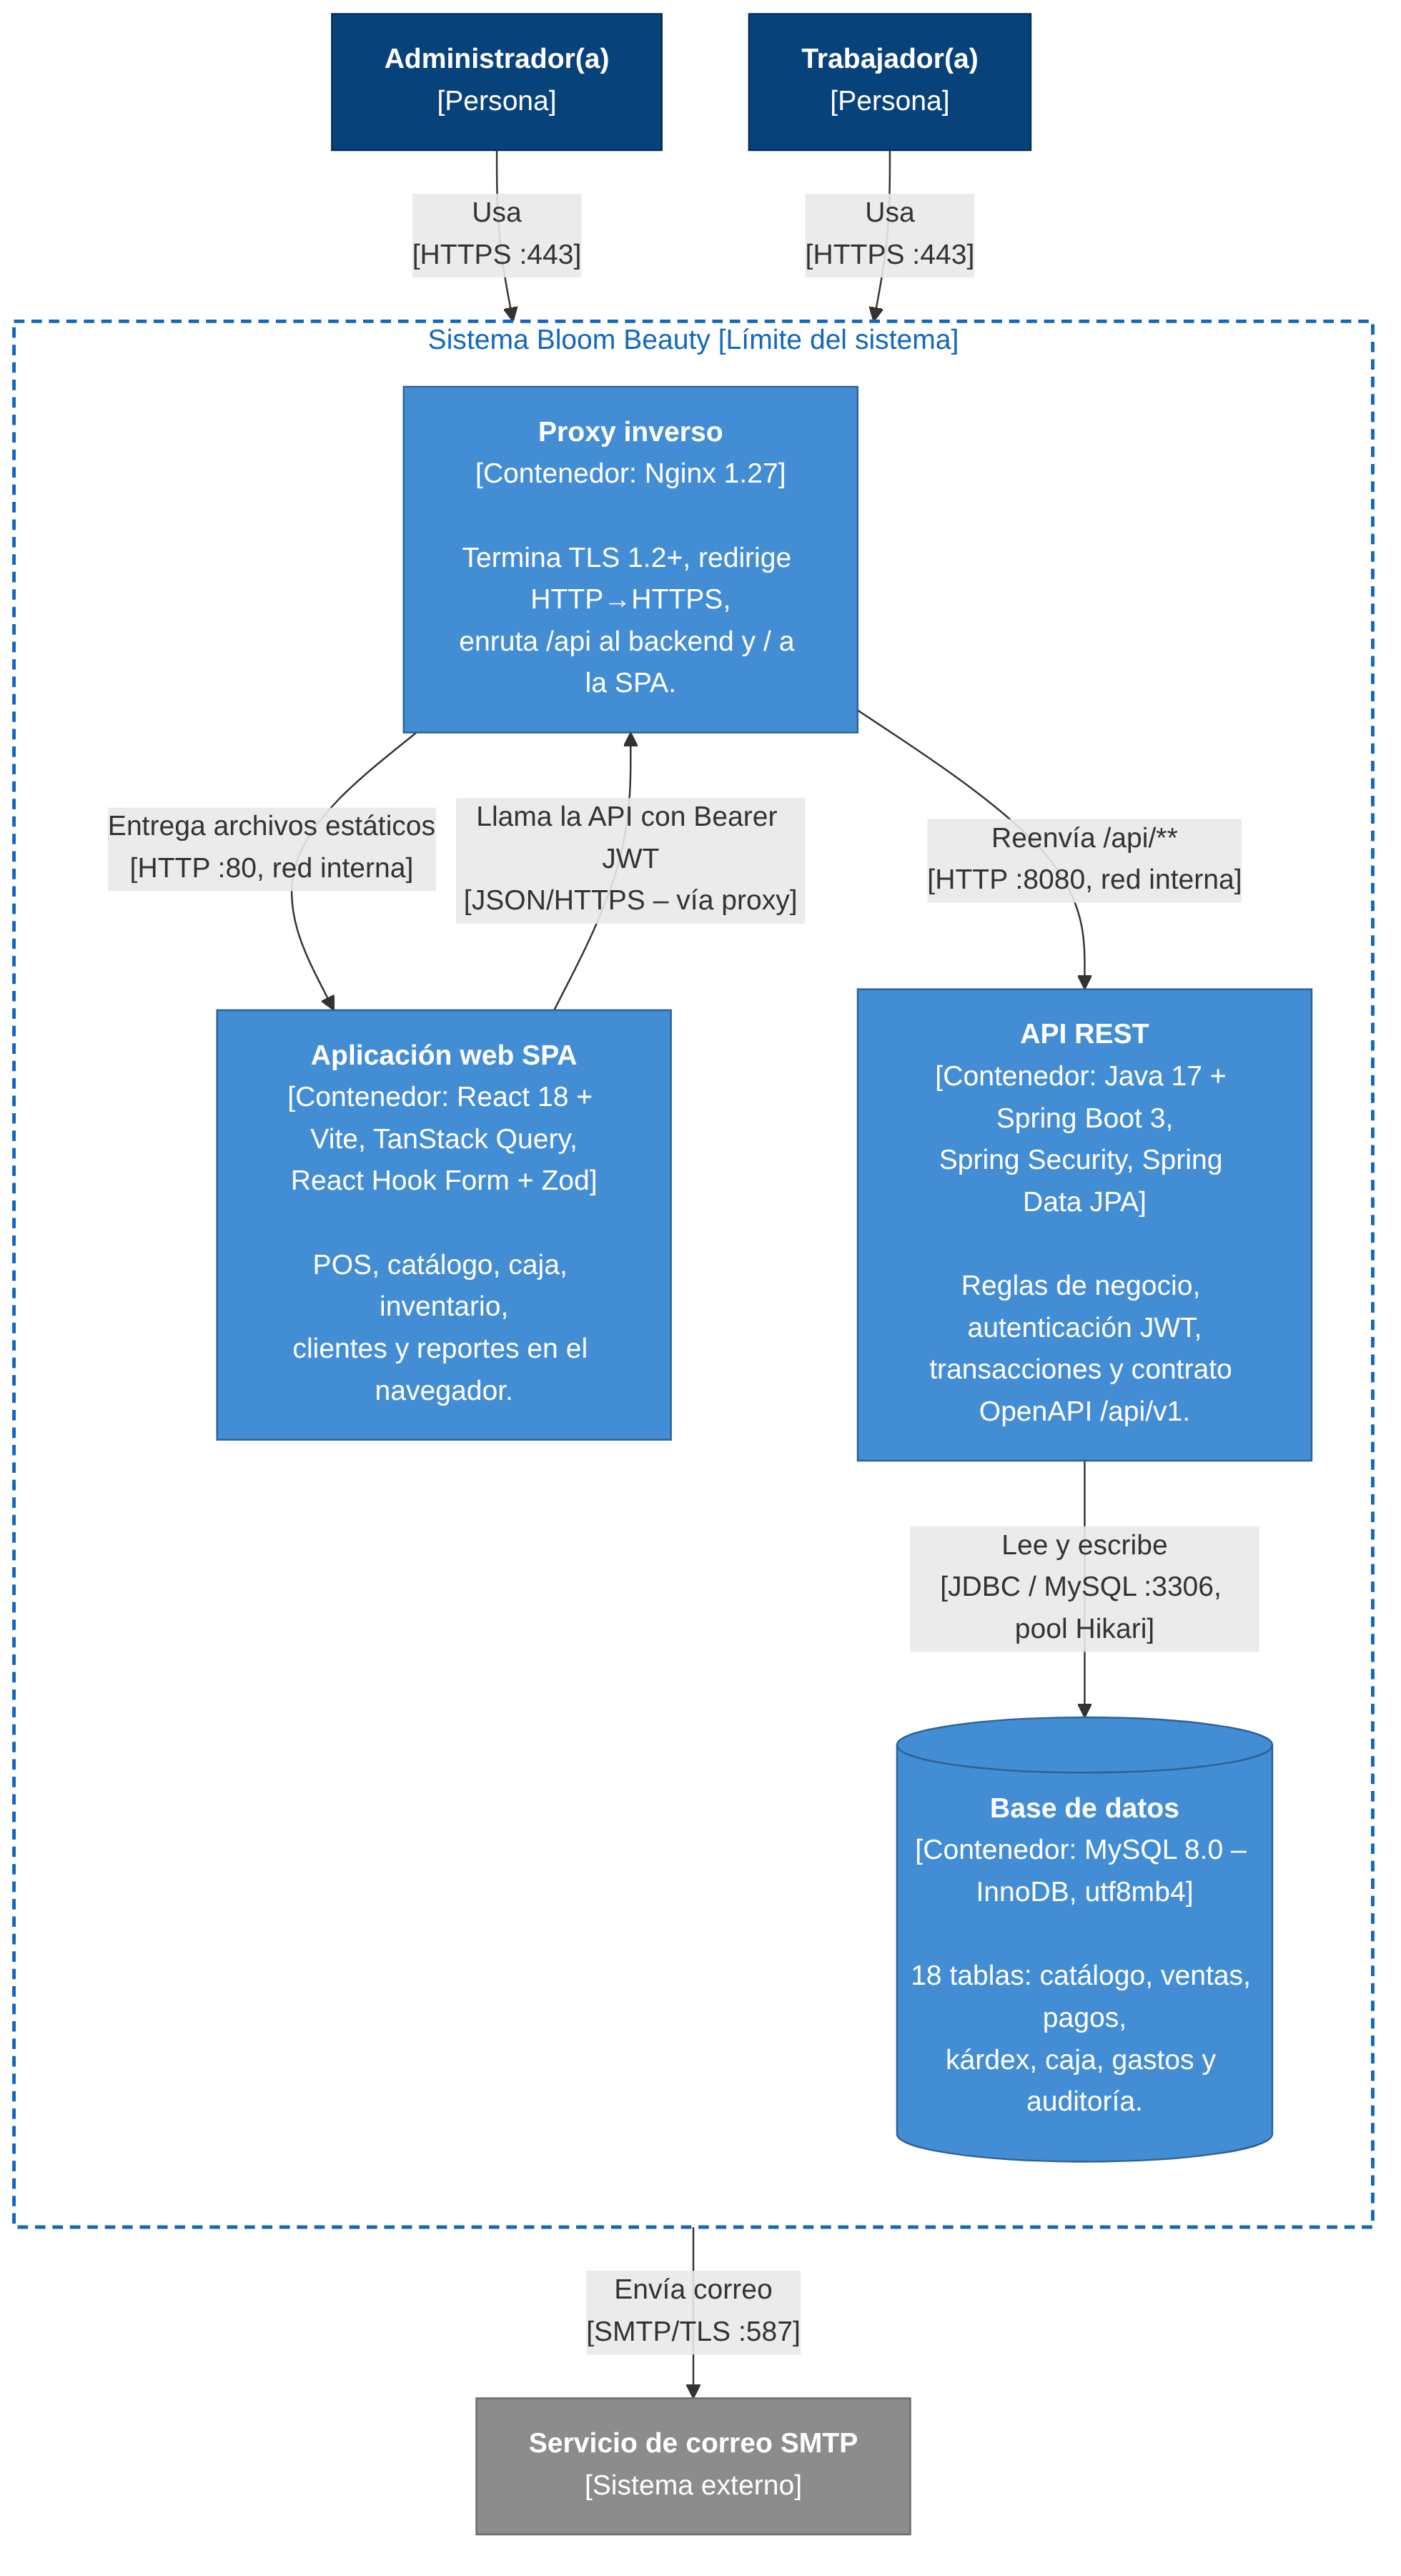 Administrador(a)
[Persona]
Trabajador(a)
[Persona]
Usa
[HTTPS :443]
Usa
[HTTPS :443]
Sistema Bloom Beauty [Límite del sistema]
Proxy inverso
[Contenedor: Nginx 1.27]
Termina TLS 1.2+, redirige
HTTP→HTTPS,
enruta /api al backend y / a
la SPA.
Entrega archivos estáticos
[HTTP :80, red interna]
Llama la API con Bearer
JWT
[JSON/HTTPS – vía proxy]
Reenvía /api/**
[HTTP :8080, red interna]
Aplicación web SPA
[Contenedor: React 18 +
Vite, TanStack Query,
React Hook Form + Zod]
POS, catálogo, caja,
inventario,
clientes y reportes en el
navegador.
API REST
[Contenedor: Java 17 +
Spring Boot 3,
Spring Security, Spring
Data JPA]
Reglas de negocio,
autenticación JWT,
transacciones y contrato
OpenAPI /api/v1.
Lee y escribe
[JDBC / MySQL :3306,
pool Hikari]
Base de datos
[Contenedor: MySQL 8.0 –
InnoDB, utf8mb4]
18 tablas: catálogo, ventas,
pagos,
kárdex, caja, gastos y
auditoría.
Envía correo
[SMTP/TLS :587]
Servicio de correo SMTP
[Sistema externo]